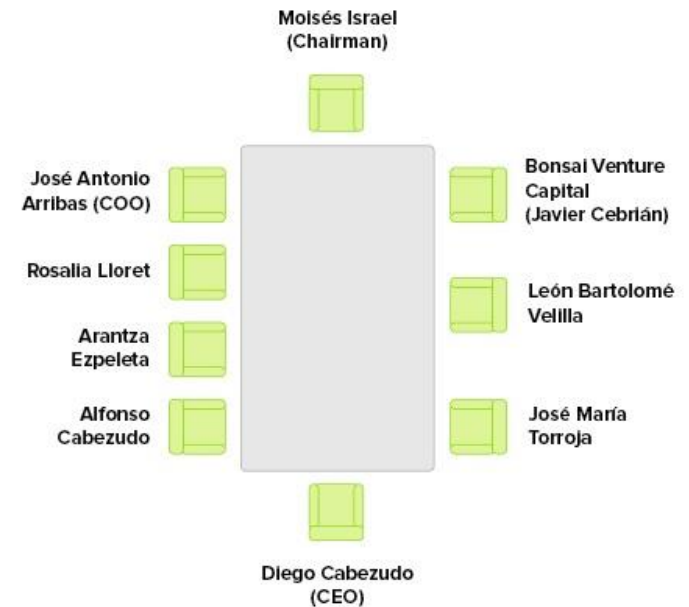 Moisés Israel
(Chairman)
José Antonio
Arribas (COO)
Rosalia Lloret
Arantza
Ezpeleta
Alfonso
Cabezudo
Bonsai Venture
Capital
(Javier Cebrián)
León Bartolomé
Velilla
José María
Torroja
Diego Cabezudo
(CEO)